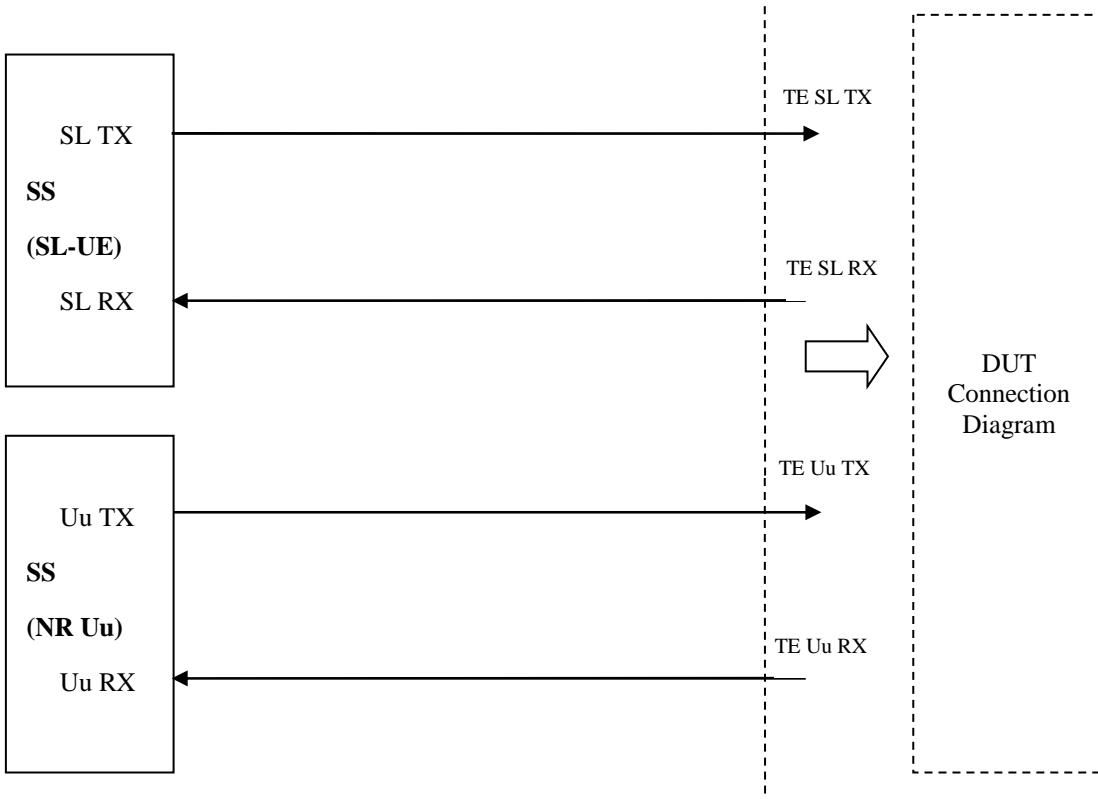 TE SL TX
SL TX
SS
(SL-UE)
TE SL RX
SL RX
DUT
Connection
Diagram
TE Uu TX
Uu TX
SS
(NR Uu)
TE Uu RX
Uu RX